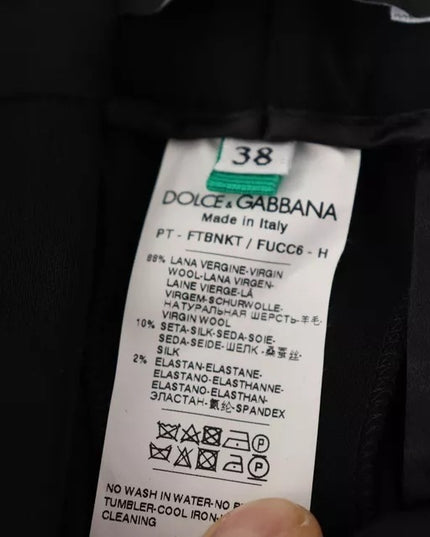 38
DOLCE & GABBANA
Made in Italy
PT - FTBNKT / FUCC6 - H
88% LANA VERGINE-VIRGIN
WOOL-LANA VIRGEN-
LAINE VIERGE-LÃ
VIRGEM-SCHURWOLLE-
НАТУРАЛЬНАЯ ШЕРСТЬ-羊毛-
VIRGIN WOOL
10% SETA-SILK-SEDA-SOIE-
SEDA-SEIDE-ШЕЛК-桑蚕丝-
SILK
2% ELASTAN-ELASTANE-
ELASTANO-ELASTHANNE-
ELASTANO-ELASTHAN-
ЭЛАСТАН-氨纶-SPANDEX
P
P
NO WASH IN WATER-NO
TUMBLER-COOL IRON-
CLEANING